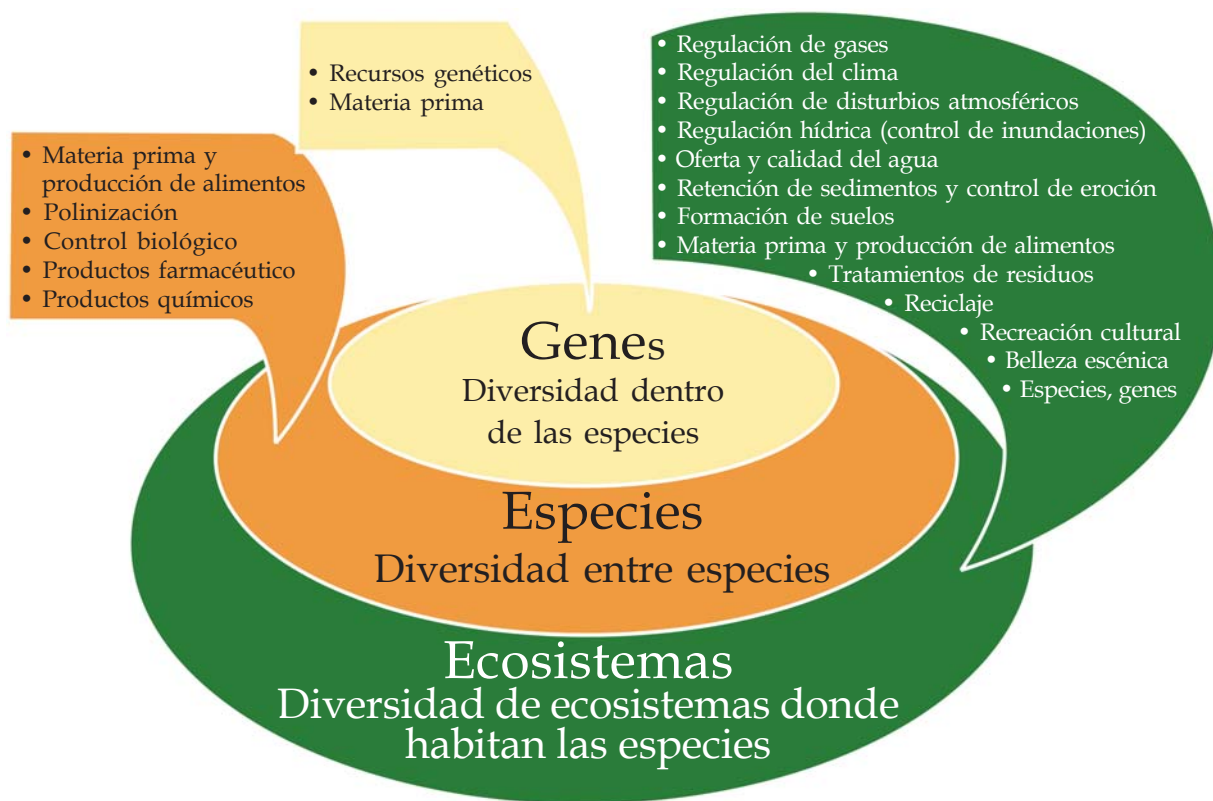 • Recursos genéticos
• Materia prima
• Materia prima y
producción de alimentos
• Polinización
• Control biológico
• Productos farmacéutico
• Productos químicos
• Regulación de gases
• Regulación del clima
• Regulación de disturbios atmosféricos
• Regulación hídrica (control de inundaciones)
• Oferta y calidad del agua
• Retención de sedimentos y control de eroción
• Formación de suelos
• Materia prima y producción de alimentos
• Tratamientos de residuos
• Reciclaje
• Recreación cultural
• Belleza escénica
• Especies, genes
Genes
Diversidad dentro
de las especies
Especies
Diversidad entre especies
Ecosistemas
Diversidad de ecosistemas donde
habitan las especies